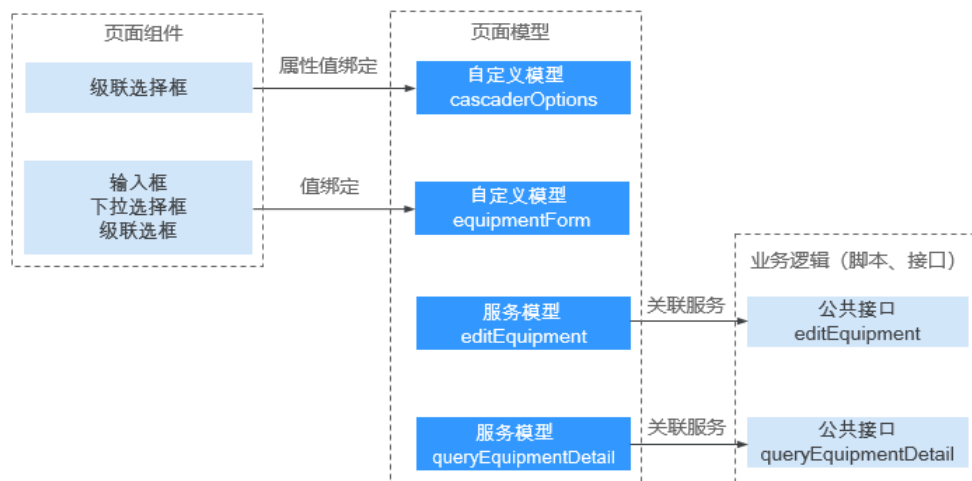 页面组件
级联选择框
输入框
下拉选择框
级联选框
属性值绑定
值绑定
页面模型
自定义模型
cascaderOptions
自定义模型
equipmentForm
服务模型
editEquipment
服务模型
queryEquipmentDetail
关联服务
关联服务
业务逻辑（脚本、接口）
公共接口
editEquipment
公共接口
queryEquipmentDetail